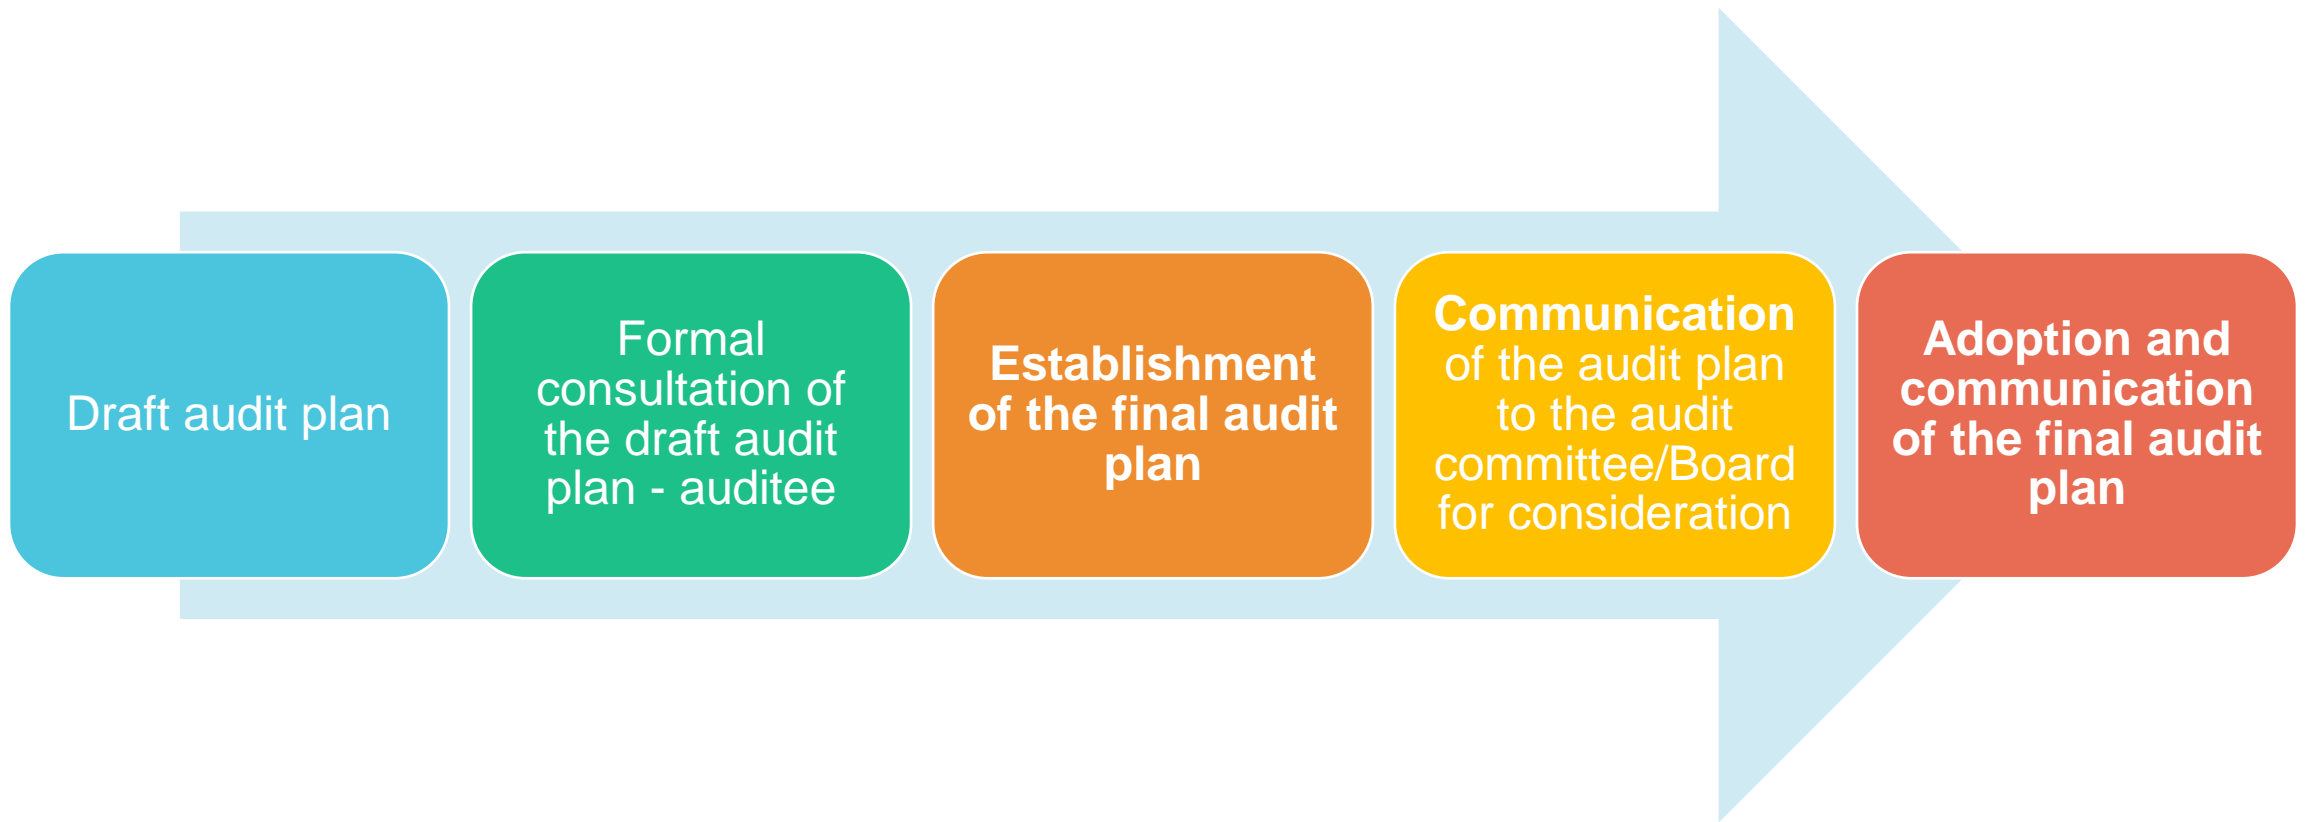 Draft audit plan
Formal
consultation of
the draft audit
plan - auditee
Establishment
of the final audit
plan
Communication
of the audit plan
to the audit
committee/Board
for consideration
Adoption and
communication
of the final audit
plan